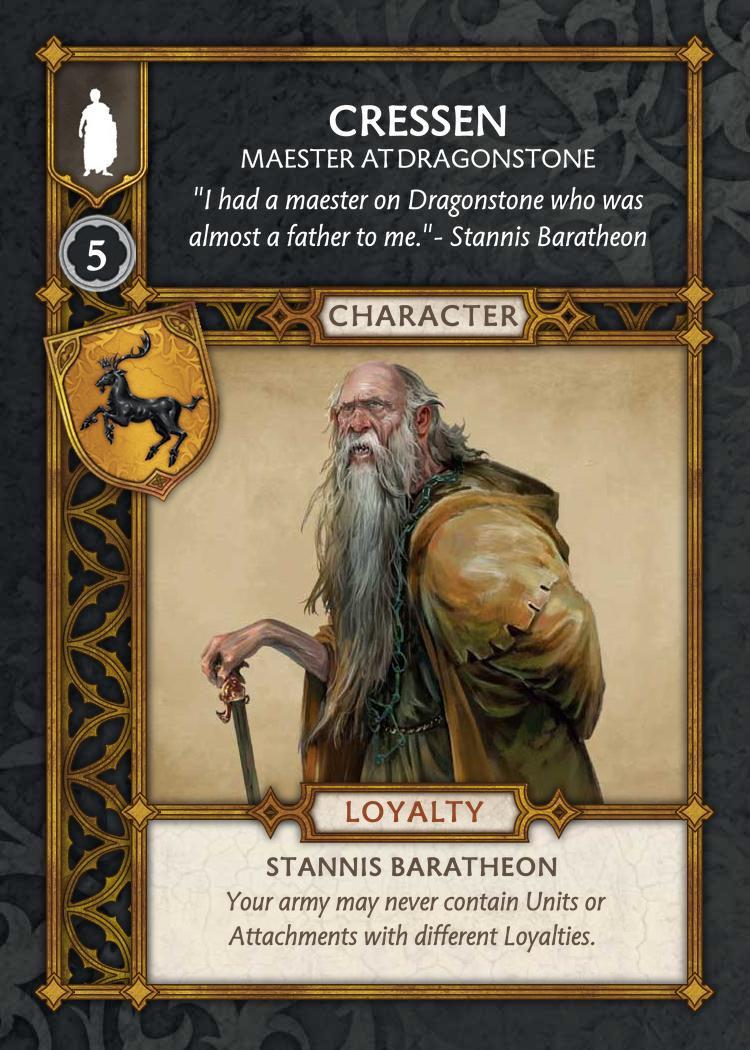 CRESSEN
MAESTER AT DRAGONSTONE
"I had a maester on Dragonstone who was
almost a father to me."- Stannis Baratheon
5
CHARACTER
LOYALTY
STANNIS BARATHEON
Your army may never contain Units or
Attachments with different Loyalties.